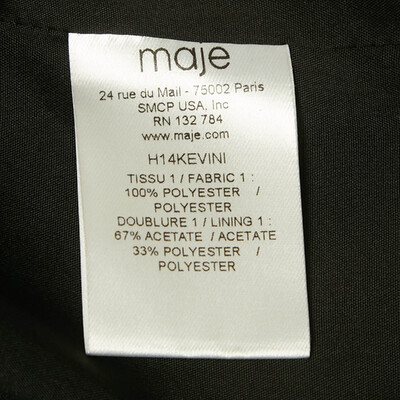 maje
24 rue du Mail - 75002 Paris
SMCP USA, Inc
RN 132 784
www.maje.com
H14KEVINI
TISSU 1 / FABRIC 1 :
100% POLYESTER /
POLYESTER
DOUBLURE 1 / LINING 1 :
67% ACETATE / ACETATE
33% POLYESTER /
POLYESTER